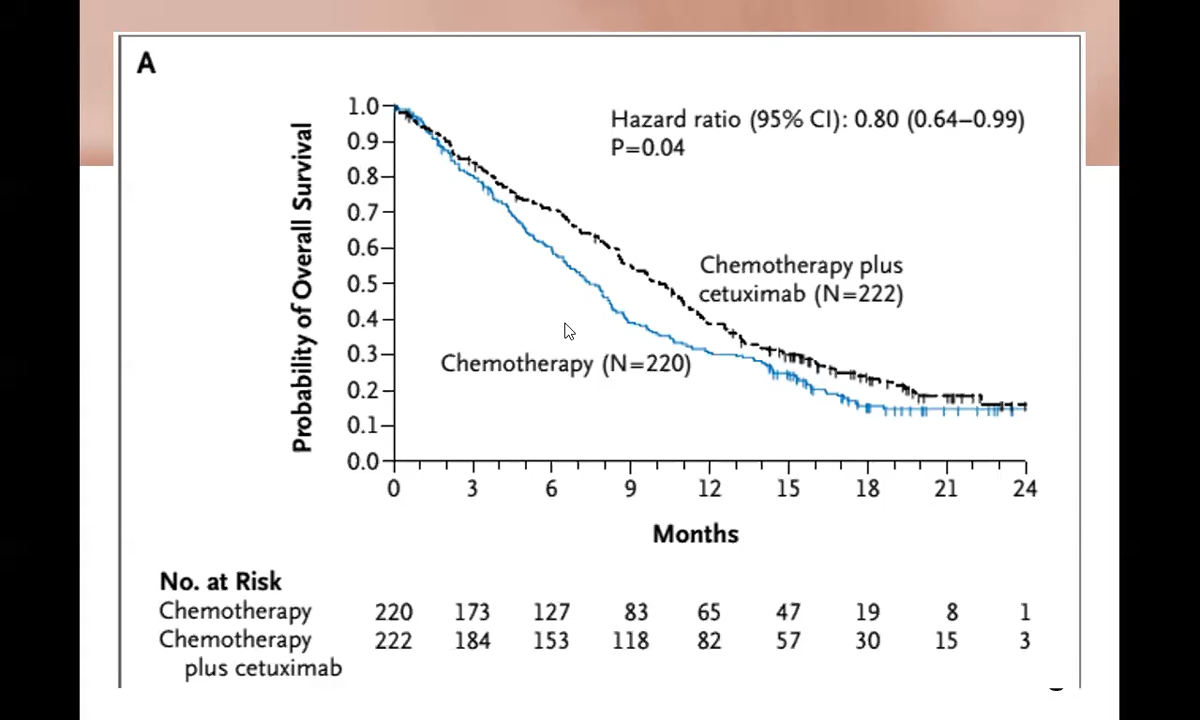 A
Probability of Overall Survival
1.0
0.9
0.8
0.7
0.6
0.5
0.4
0.3
0.2
0.1
0.0
Hazard ratio (95% CI): 0.80 (0.64–0.99)
P=0.04
Chemotherapy plus
cetuximab (N=222)
Chemotherapy (N=220)
0 3 6 9 12 15 18 21 24
Months
No. at Risk
Chemotherapy 220 173 127 83 65 47 19 8 1
Chemotherapy 222 184 153 118 82 57 30 15 3
plus cetuximab